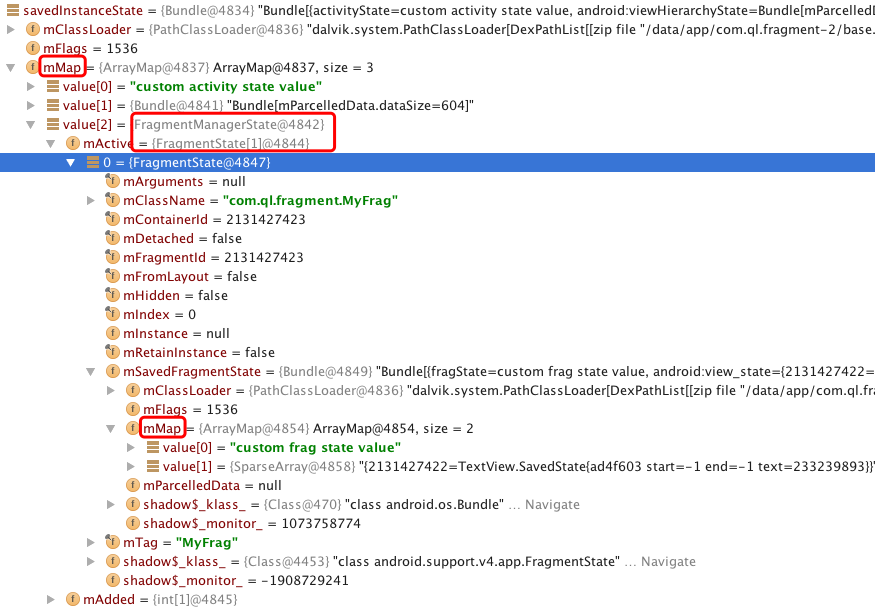 savedInstanceState = {Bundle@4834} "Bundle[{activityState=custom activity state value, android:viewHierarchyState=Bundle[mParcelledD
mClassLoader = {PathClassLoader@4836} "dalvik.system.PathClassLoader[DexPathList[[zip file "/data/app/com.ql.fragment-2/base.
mFlags = 1536
mMap = {ArrayMap@4837} ArrayMap@4837, size = 3
value[0] = "custom activity state value"
value[1] = {Bundle@4841} "Bundle[mParcelledData.dataSize=604]"
value[2] = {FragmentManagerState@4842}
mActive = {FragmentState[1]@4844}
0 = {FragmentState@4847}
mArguments = null
mClassName = "com.ql.fragment.MyFrag"
mContainerId = 2131427423
mDetached = false
mFragmentId = 2131427423
mFromLayout = false
mHidden = false
mIndex = 0
mInstance = null
mRetainInstance = false
mSavedFragmentState = {Bundle@4849} "Bundle[{fragState=custom frag state value, android:view_state={2131427422=
mClassLoader = {PathClassLoader@4836} "dalvik.system.PathClassLoader[DexPathList[[zip file "/data/app/com.ql.fra
mFlags = 1536
mMap = {ArrayMap@4854} ArrayMap@4854, size = 2
value[0] = "custom frag state value"
value[1] = {SparseArray@4858} "{2131427422=TextView.SavedState{ad4f603 start=-1 end=-1 text=233239893}}"
mParcelledData = null
shadow$_klass_ = {Class@470} "class android.os.Bundle" ... Navigate
shadow$_monitor_ = 1073758774
mTag = "MyFrag"
shadow$_klass_ = {Class@4453} "class android.support.v4.app.FragmentState" ... Navigate
shadow$_monitor_ = -1908729241
mAdded = {int[1]@4845}